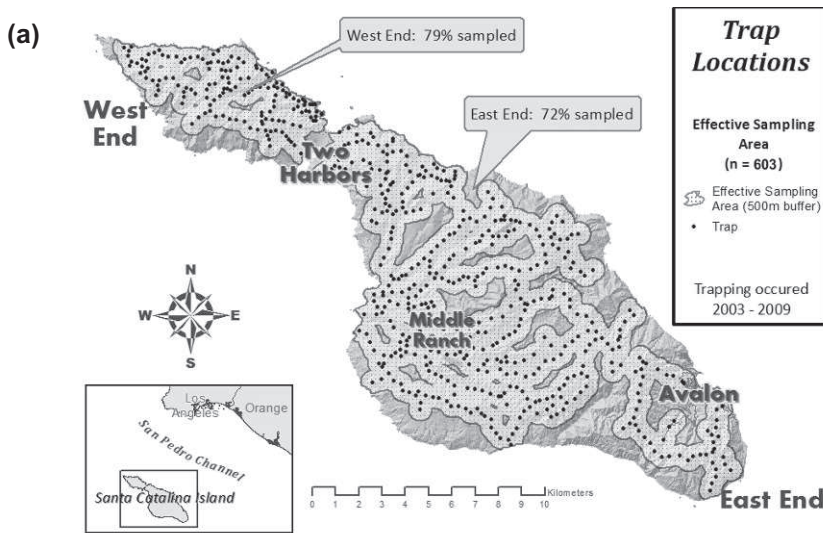 (a)
West End: 79% sampled
West
End
East End: 72% sampled
Two
Harbors
Trap
Locations
Effective Sampling
Area
(n = 603)
Effective Sampling
Area (500m buffer)
Trap
Trapping occured
2003 - 2009
N
W
E
S
Middle
Ranch
Avalon
East End
Los
Angeles
Orange
San Pedro Channel
Santa Catalina Island
Kilometers
0 1 2 3 4 5 6 7 8 9 10